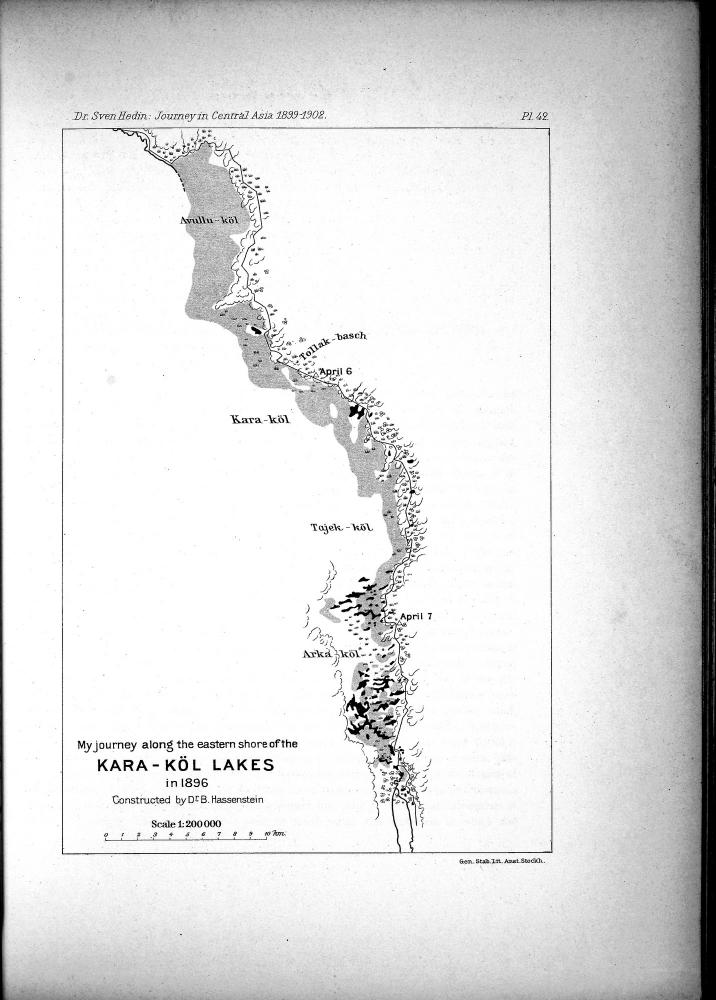 Dr. Sven Hedin: Journey in Central Asia 1899-1902.
Pl. 42.
Avullu-köl
Tollak-basch
April 6
Kara-köl
Tajek-köl
April 7
Arka-köl
My journey along the eastern shore of the
KARA-KÖL LAKES
in 1896
Constructed by Dr B. Hassenstein
Scale 1:200000
0 1 2 3 4 5 6 7 8 9 10 km.
Gen. Stab. Lit. Anst. Stockh.